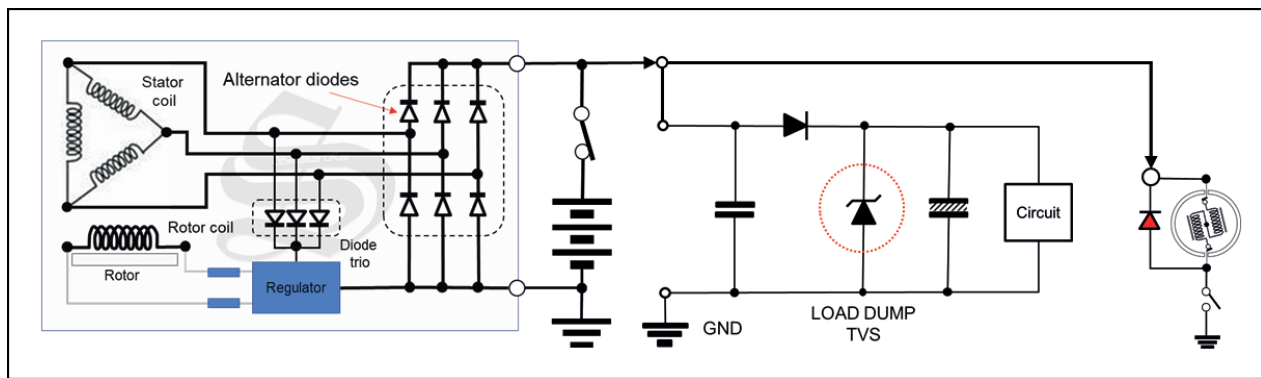 Stator
coil
Alternator diodes
Rotor coil
Diode
trio
Rotor
Regulator
GND
LOAD DUMP
TVS
Circuit